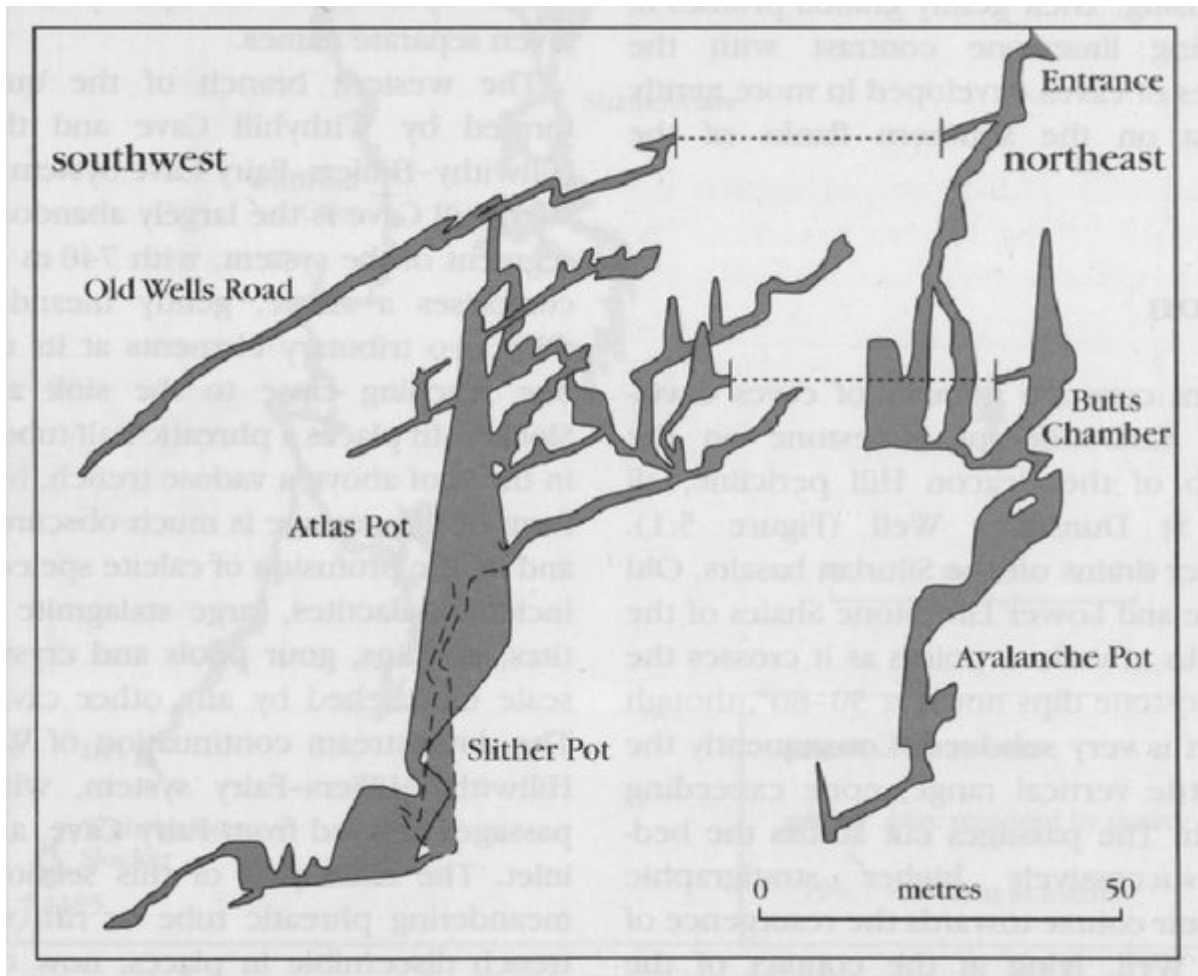 Entrance
southwest
northeast
Old Wells Road
Butts
Chamber
Atlas Pot
Avalanche Pot
Slither Pot
0 metres 50